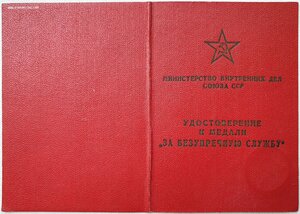 МИНИСТЕРСТВО ВНУТРЕННИХ ДЕЛ
СОЮЗА ССР
УДОСТОВЕРЕНИЕ
К МЕДАЛИ
„ЗА БЕЗУПРЕЧНУЮ СЛУЖБУ"